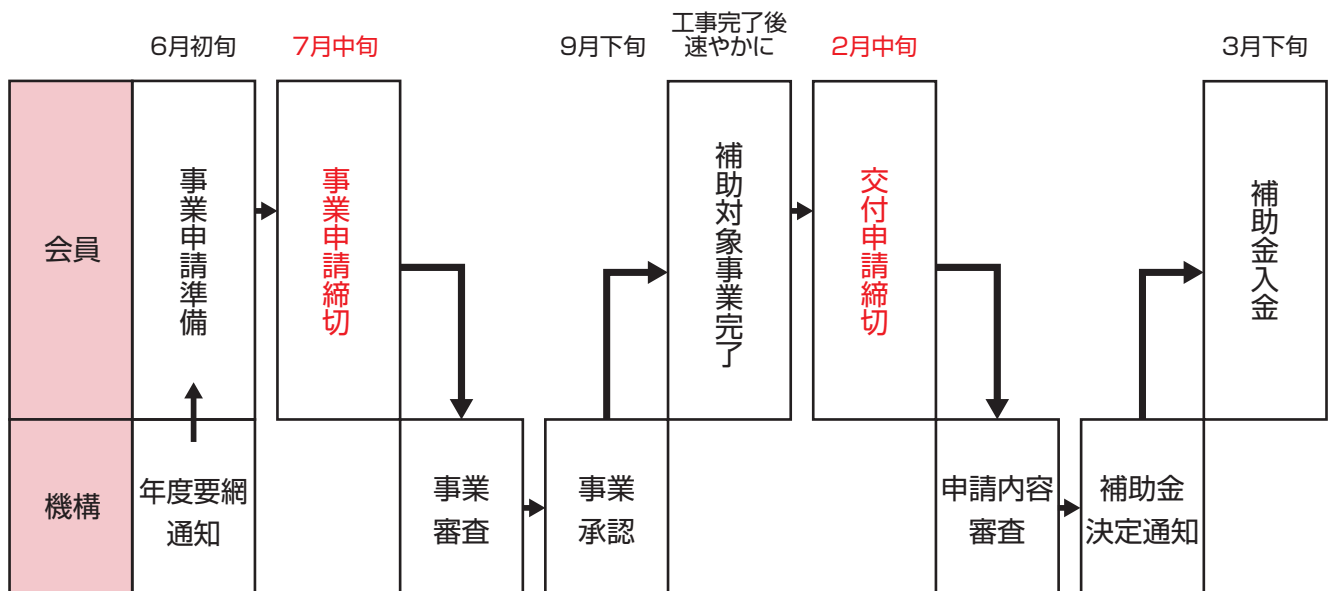 6月初旬
7月中旬
9月下旬
工事完了後
速やかに
2月中旬
3月下旬
会員
事業申請準備
事業申請締切
補助対象事業完了
交付申請締切
補助金入金
機構
年度要網
通知
事業
審査
事業
承認
申請内容
審査
補助金
決定通知